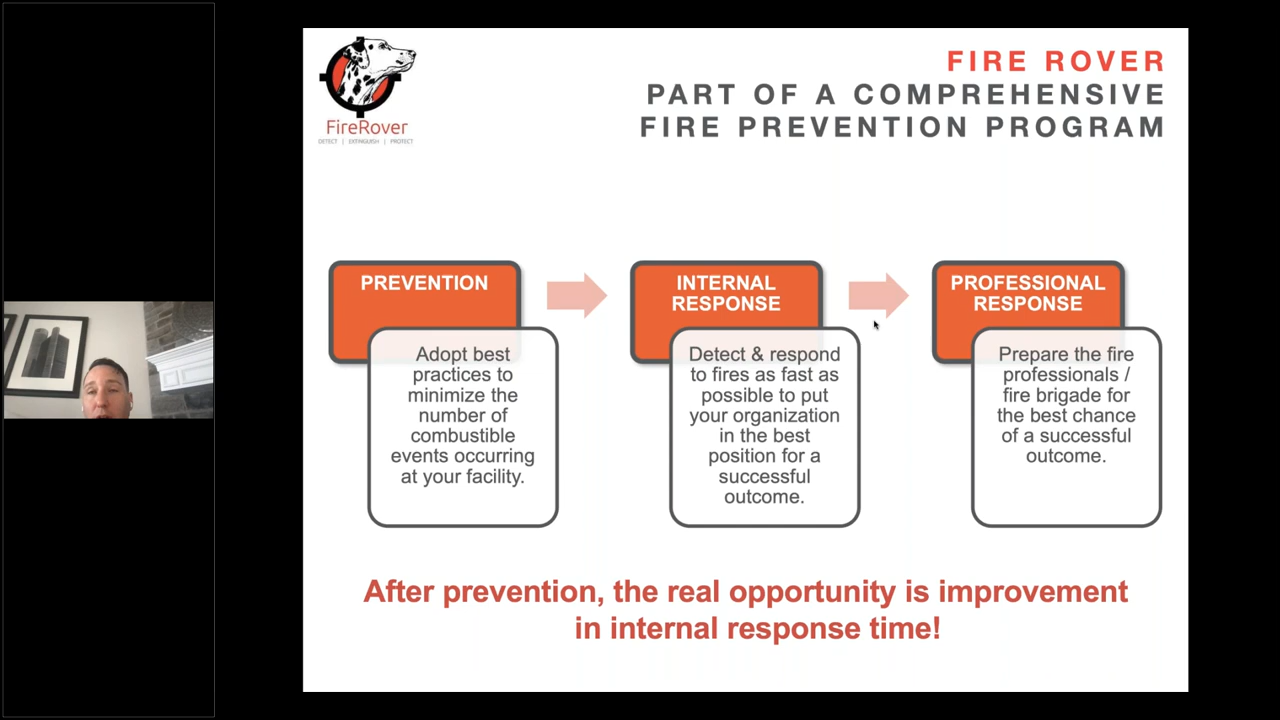 FIRE ROVER
PART OF A COMPREHENSIVE
FIRE PREVENTION PROGRAM
FireRover
DETECT | EXTINGUISH | PROTECT
PREVENTION
Adopt best
practices to
minimize the
number of
combustible
events occurring
at your facility.
INTERNAL
RESPONSE
Detect & respond
to fires as fast as
possible to put
your organization
in the best
position for a
successful
outcome.
PROFESSIONAL
RESPONSE
Prepare the fire
professionals /
fire brigade for
the best chance
of a successful
outcome.
After prevention, the real opportunity is improvement
in internal response time!